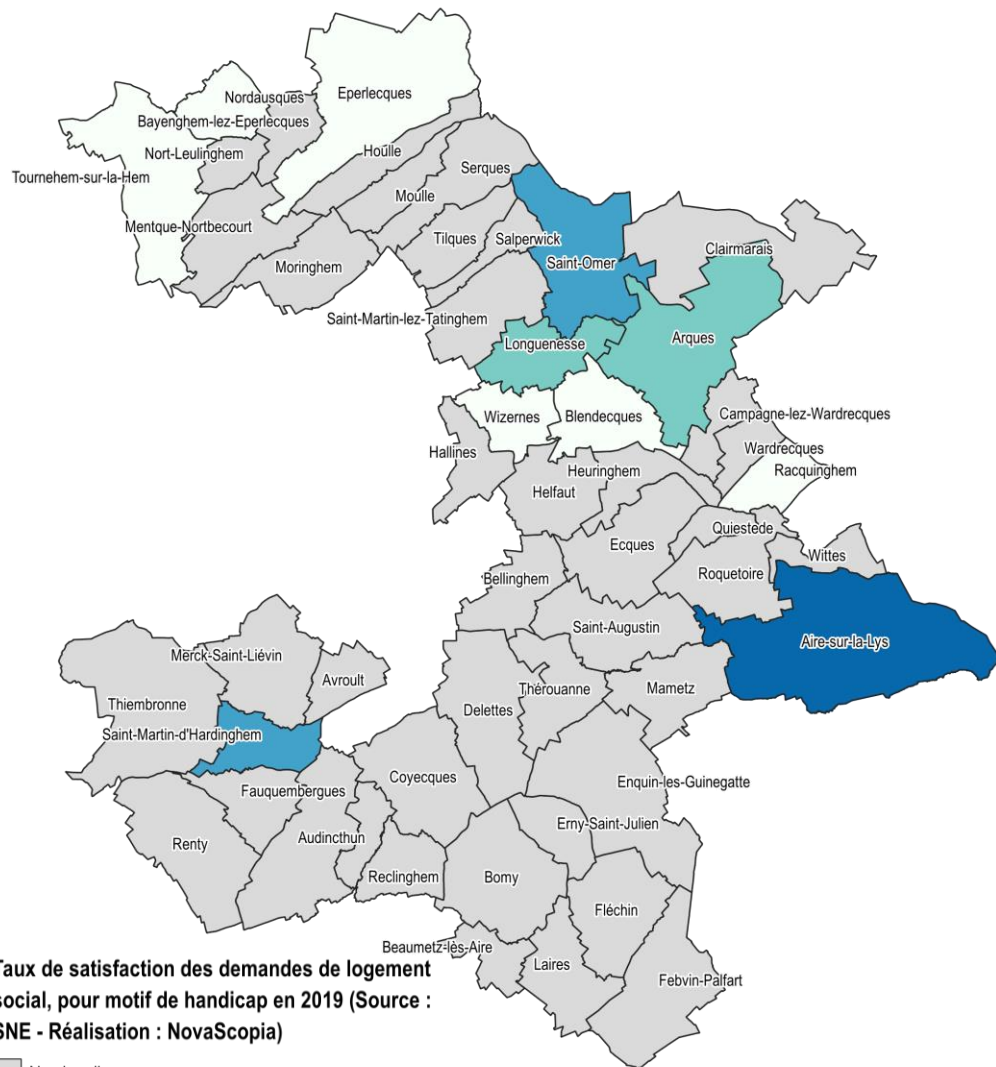 Eperlecques
Nordausques
Bayenghem-lez-Eperlecques
Houlle
Nort-Leulinghem
Serques
Tournehem-sur-la-Hem
Moulle
Mentque-Nortbecourt
Tilques
Salperwick
Clairmarais
Moringhem
Saint-Omer
Saint-Martin-lez-Tatinghem
Longuenesse
Arques
Wizernes
Blendecques
Campagne-lez-Wardrecques
Hallines
Wardrecques
Heuringhem
Racquinghem
Helfaut
Quiestède
Ecques
Wittes
Bellinghem
Roquetoire
Saint-Augustin
Aire-sur-la-Lys
Merck-Saint-Liévin
Avroult
Thérouanne
Mametz
Thiembronne
Delettes
Saint-Martin-d'Hardinghem
Coyecques
Enquin-les-Guinegatte
Fauquembergues
Erny-Saint-Julien
Renty
Audincthun
Reclinghem
Bomy
Fléchin
Beaumetz-lès-Aire
Laires
Febvin-Palfart
Taux de satisfaction des demandes de logement
social, pour motif de handicap en 2019 (Source :
SNE - Réalisation : NovaScopia)